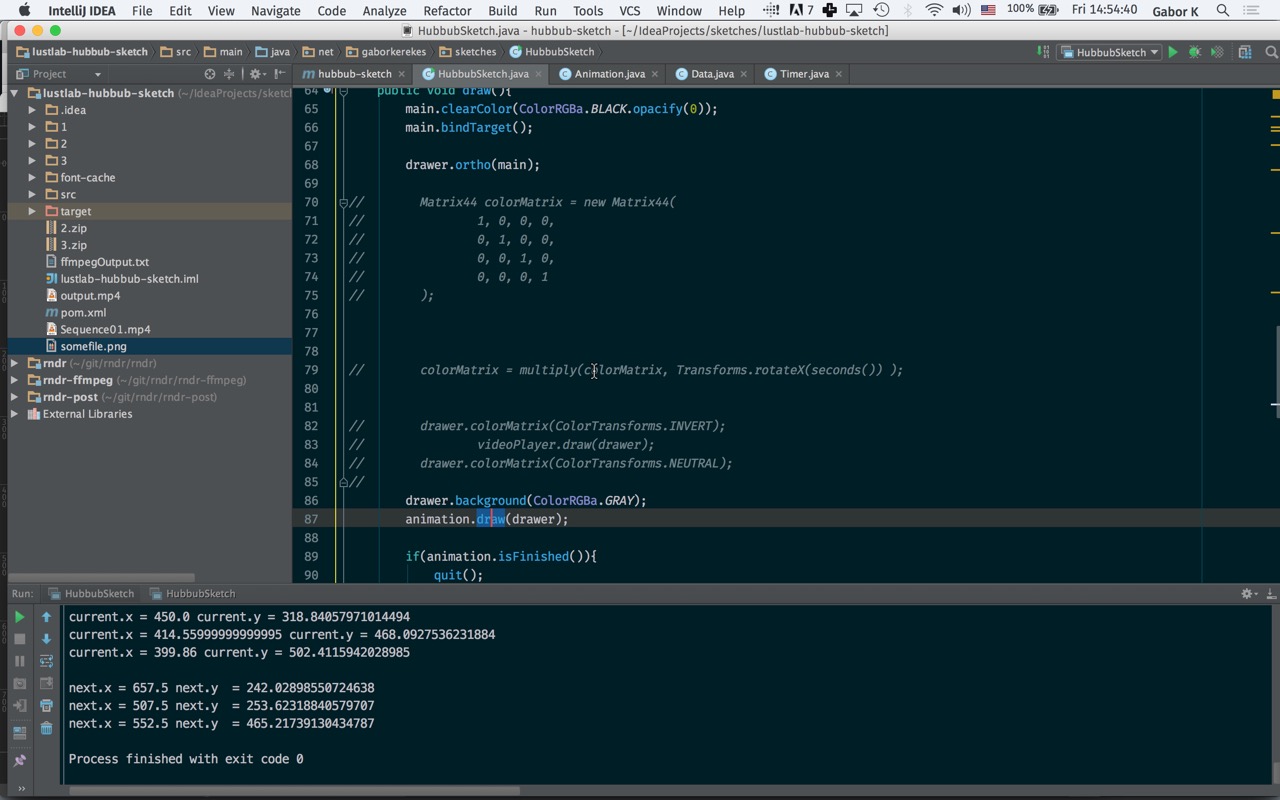 IntelliJ IDEA File Edit View Navigate Code Analyze Refactor Build Run Tools VCS Window Help 7 100% Fri 14:54:40 Gabor K
HubbubSketch.java - hubbub-sketch - [~/IdeaProjects/sketches/lustlab-hubbub-sketch]
lustlab-hubbub-sketch src main java net gaborkerekes sketches HubbubSketch HubbubSketch
Project hubbub-sketch HubbubSketch.java Animation.java Data.java Timer.java
lustlab-hubbub-sketch (~/IdeaProjects/sketcl
.idea
1
2
3
font-cache
src
target
2.zip
3.zip
ffmpegOutput.txt
lustlab-hubbub-sketch.iml
output.mp4
pom.xml
Sequence01.mp4
somefile.png
rndr (~/git/rndr/rndr)
rndr-ffmpeg (~/git/rndr/rndr-ffmpeg)
rndr-post (~/git/rndr/rndr-post)
External Libraries
64 public void draw(){
65 main.clearColor(ColorRGBa.BLACK.opacity(0));
66 main.bindTarget();
67
68 drawer.ortho(main);
69
70 // Matrix44 colorMatrix = new Matrix44(
71 // 1, 0, 0, 0,
72 // 0, 1, 0, 0,
73 // 0, 0, 1, 0,
74 // 0, 0, 0, 1
75 // );
76
77
78
79 // colorMatrix = multiply(colorMatrix, Transforms.rotateX(seconds()) );
80
81
82 // drawer.colorMatrix(ColorTransforms.INVERT);
83 // videoPlayer.draw(drawer);
84 // drawer.colorMatrix(ColorTransforms.NEUTRAL);
85 //
86 drawer.background(ColorRGBa.GRAY);
87 animation.draw(drawer);
88
89 if(animation.isFinished()){
90 quit();
Run: HubbubSketch HubbubSketch
current.x = 450.0 current.y = 318.84057971014494
current.x = 414.55999999999995 current.y = 468.0927536231884
current.x = 399.86 current.y = 502.4115942028985
next.x = 657.5 next.y  = 242.02898550724638
next.x = 507.5 next.y  = 253.62318840579707
next.x = 552.5 next.y  = 465.21739130434787
Process finished with exit code 0